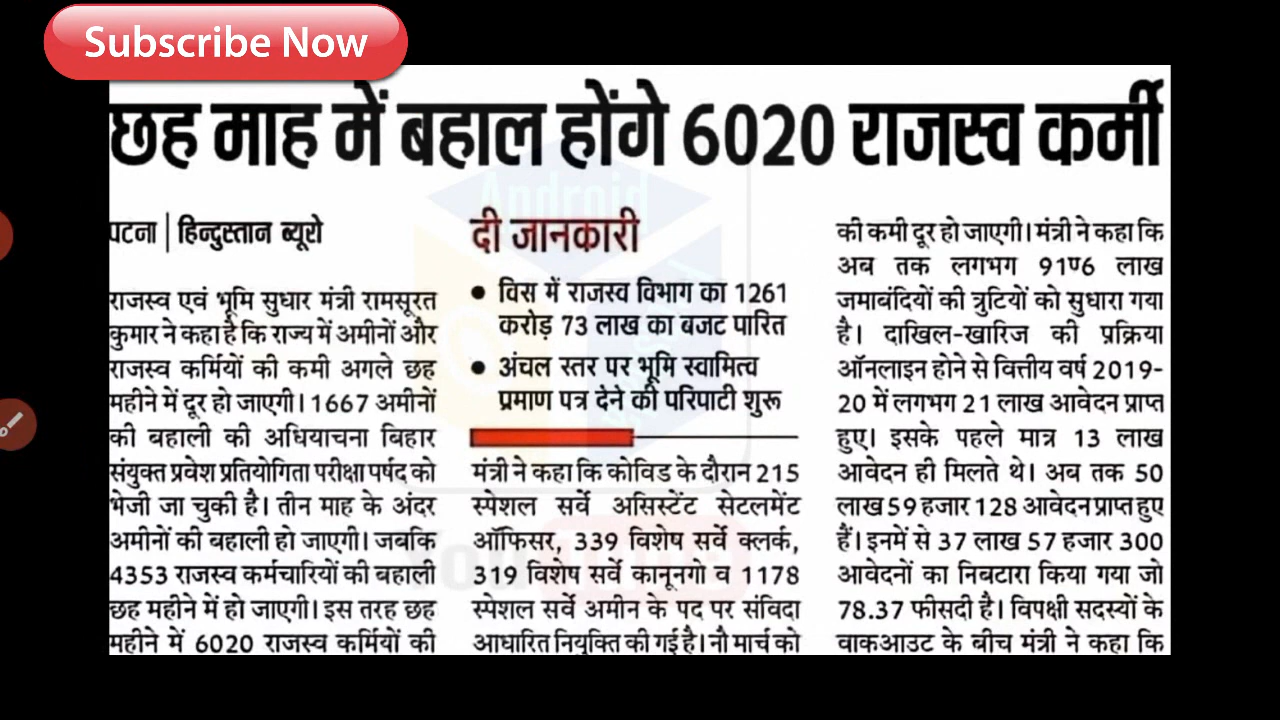 Subscribe Now
छह माह में बहाल होंगे 6020 राजस्व कर्मी
पटना | हिन्दुस्तान ब्यूरो
राजस्व एवं भूमि सुधार मंत्री रामसूरत
कुमार ने कहा है कि राज्य में अमीनों और
राजस्व कर्मियों की कमी अगले छह
महीने में दूर हो जाएगी। 1667 अमीनों
की बहाली की अधियाचना बिहार
संयुक्त प्रवेश प्रतियोगिता परीक्षा पर्षद को
भेजी जा चुकी है। तीन माह के अंदर
अमीनों की बहाली हो जाएगी। जबकि
4353 राजस्व कर्मचारियों की बहाली
छह महीने में हो जाएगी। इस तरह छह
महीने में 6020 राजस्व कर्मियों की
दी जानकारी
● विस में राजस्व विभाग का 1261
करोड़ 73 लाख का बजट पारित
● अंचल स्तर पर भूमि स्वामित्व
प्रमाण पत्र देने की परिपाटी शुरू
मंत्री ने कहा कि कोविड के दौरान 215
स्पेशल सर्वे असिस्टेंट सेटलमेंट
ऑफिसर, 339 विशेष सर्वे क्लर्क,
319 विशेष सर्वे कानूनगो व 1178
स्पेशल सर्वे अमीन के पद पर संविदा
आधारित नियुक्ति की गई है। नौ मार्च को
की कमी दूर हो जाएगी। मंत्री ने कहा कि
अब तक लगभग 91ण6 लाख
जमाबंदियों की त्रुटियों को सुधारा गया
है। दाखिल-खारिज की प्रक्रिया
ऑनलाइन होने से वित्तीय वर्ष 2019-
20 में लगभग 21 लाख आवेदन प्राप्त
हुए। इसके पहले मात्र 13 लाख
आवेदन ही मिलते थे। अब तक 50
लाख 59 हजार 128 आवेदन प्राप्त हुए
हैं। इनमें से 37 लाख 57 हजार 300
आवेदनों का निबटारा किया गया जो
78.37 फीसदी है। विपक्षी सदस्यों के
वाकआउट के बीच मंत्री ने कहा कि
Android